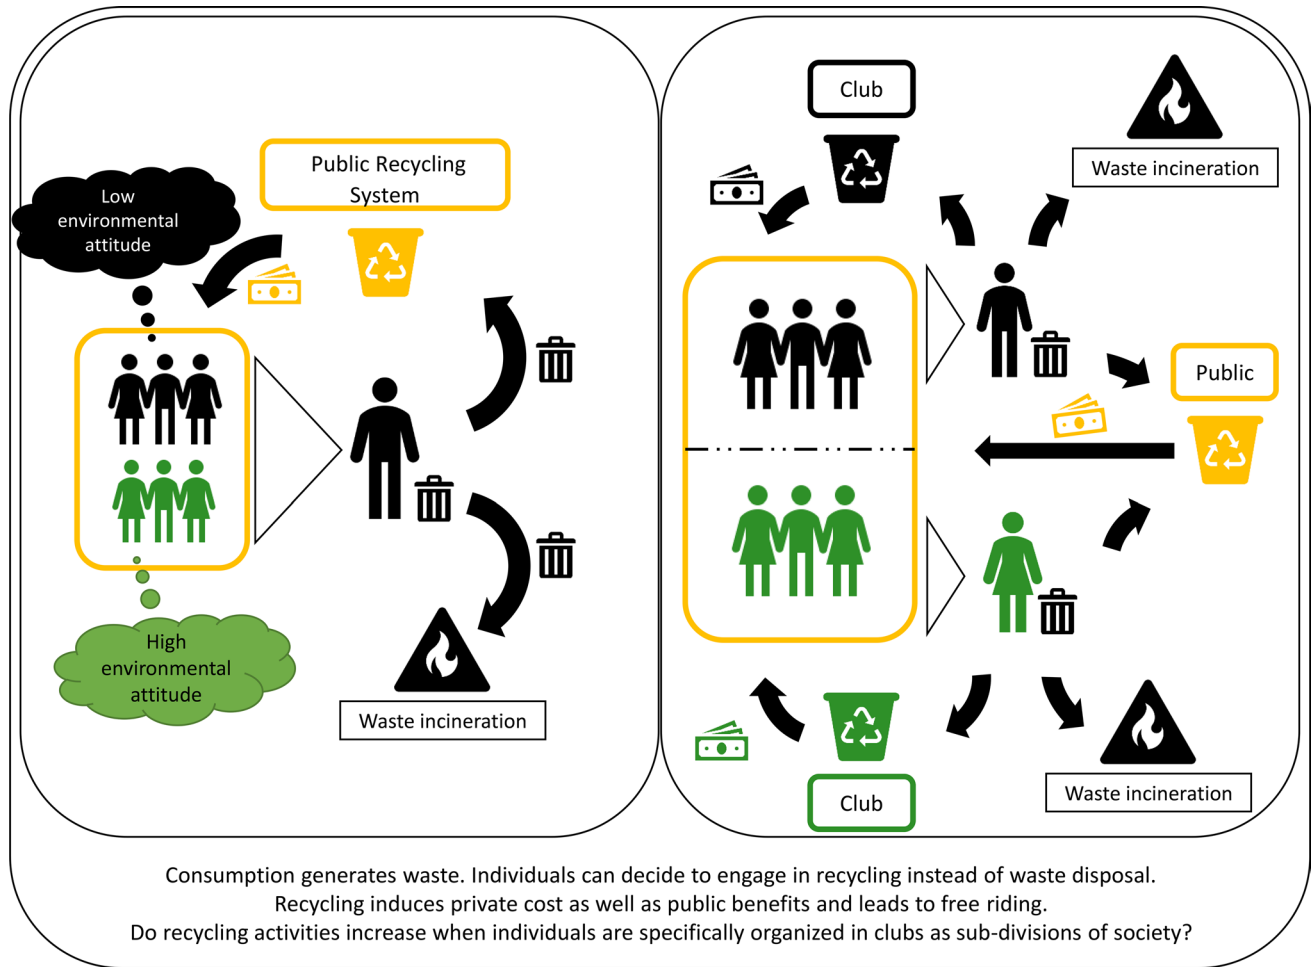 Low
environmental
attitude
Public Recycling
System
High
environmental
attitude
Waste incineration
Club
Waste incineration
Public
Club
Waste incineration
Consumption generates waste. Individuals can decide to engage in recycling instead of waste disposal.
Recycling induces private cost as well as public benefits and leads to free riding.
Do recycling activities increase when individuals are specifically organized in clubs as sub-divisions of society?